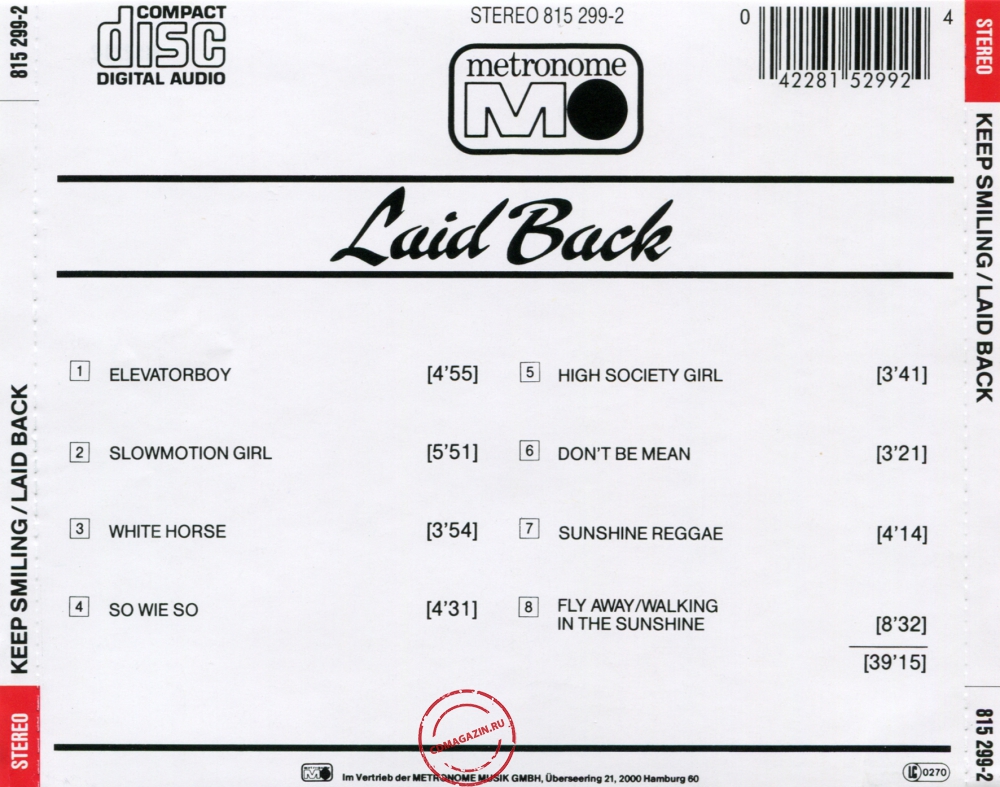 815 299-2
KEEP SMILING / LAID BACK
STEREO
COMPACT
disc
DIGITAL AUDIO
STEREO 815 299-2
metronome
M
0 42281 52992 4
Laid Back
1 ELEVATORBOY [4'55]
2 SLOWMOTION GIRL [5'51]
3 WHITE HORSE [3'54]
4 SO WIE SO [4'31]
5 HIGH SOCIETY GIRL [3'41]
6 DON'T BE MEAN [3'21]
7 SUNSHINE REGGAE [4'14]
8 FLY AWAY/WALKING
IN THE SUNSHINE [8'32]
[39'15]
CDMAGAZIN.RU
Im Vertrieb der METRONOME MUSIK GMBH, Überseering 21, 2000 Hamburg 60
LC 0270
STEREO
KEEP SMILING / LAID BACK
815 299-2